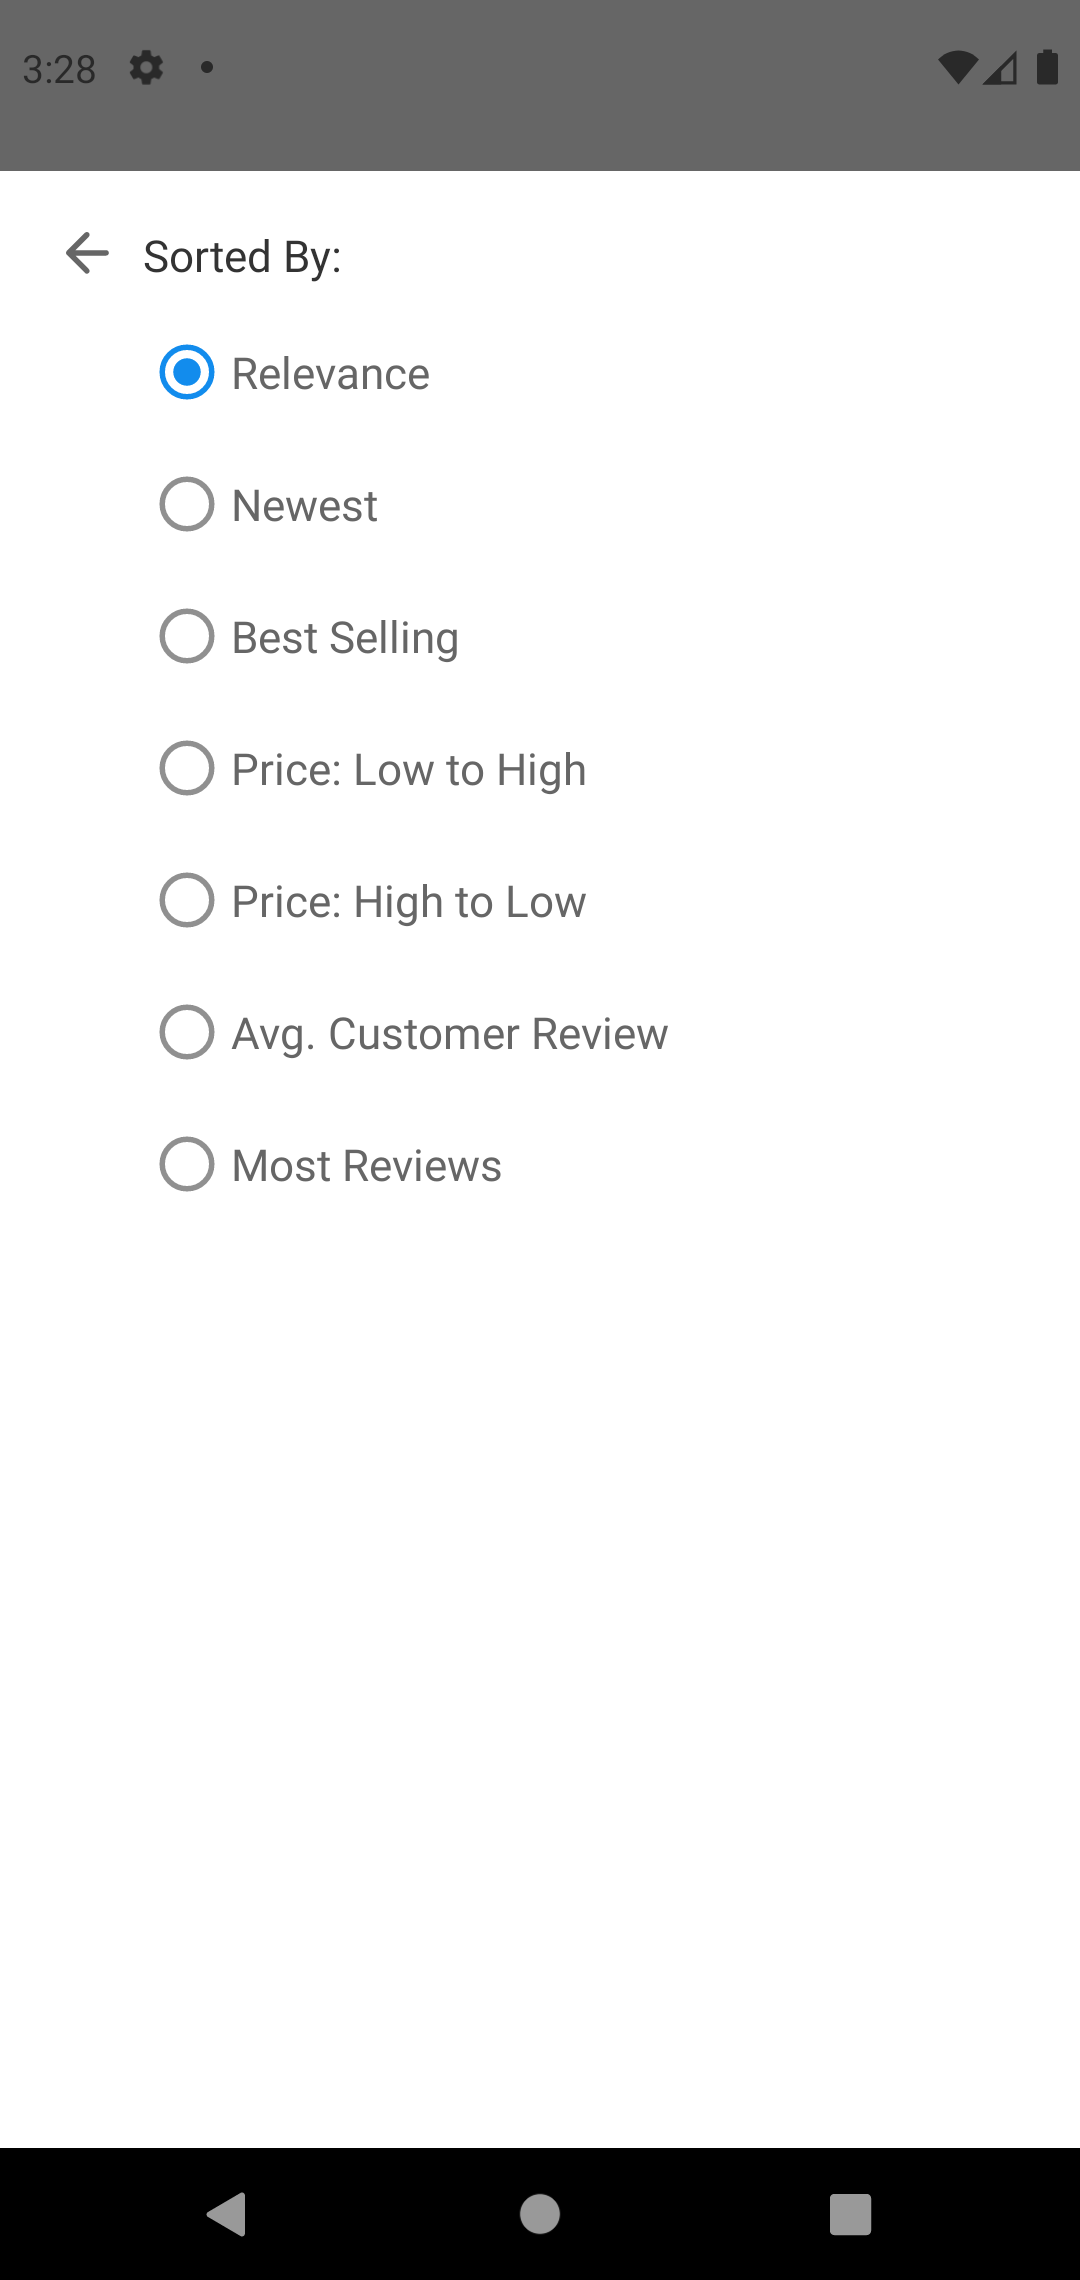 3:28
Sorted By:
Relevance
Newest
Best Selling
Price: Low to High
Price: High to Low
Avg. Customer Review
Most Reviews